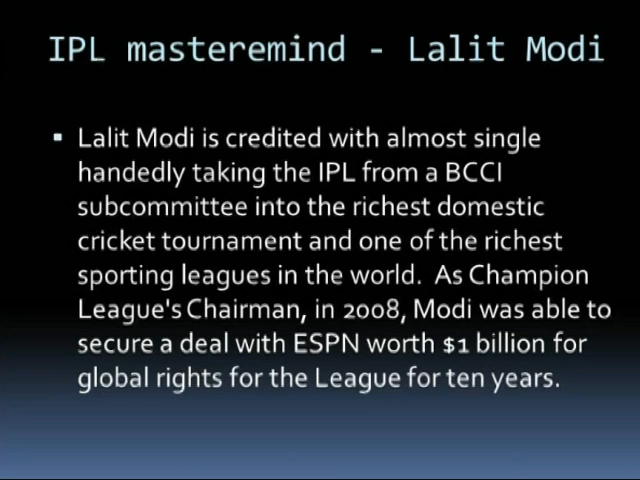 IPL masteremind - Lalit Modi
▪ Lalit Modi is credited with almost single
handedly taking the IPL from a BCCI
subcommittee into the richest domestic
cricket tournament and one of the richest
sporting leagues in the world.  As Champion
League's Chairman, in 2008, Modi was able to
secure a deal with ESPN worth $1 billion for
global rights for the League for ten years.